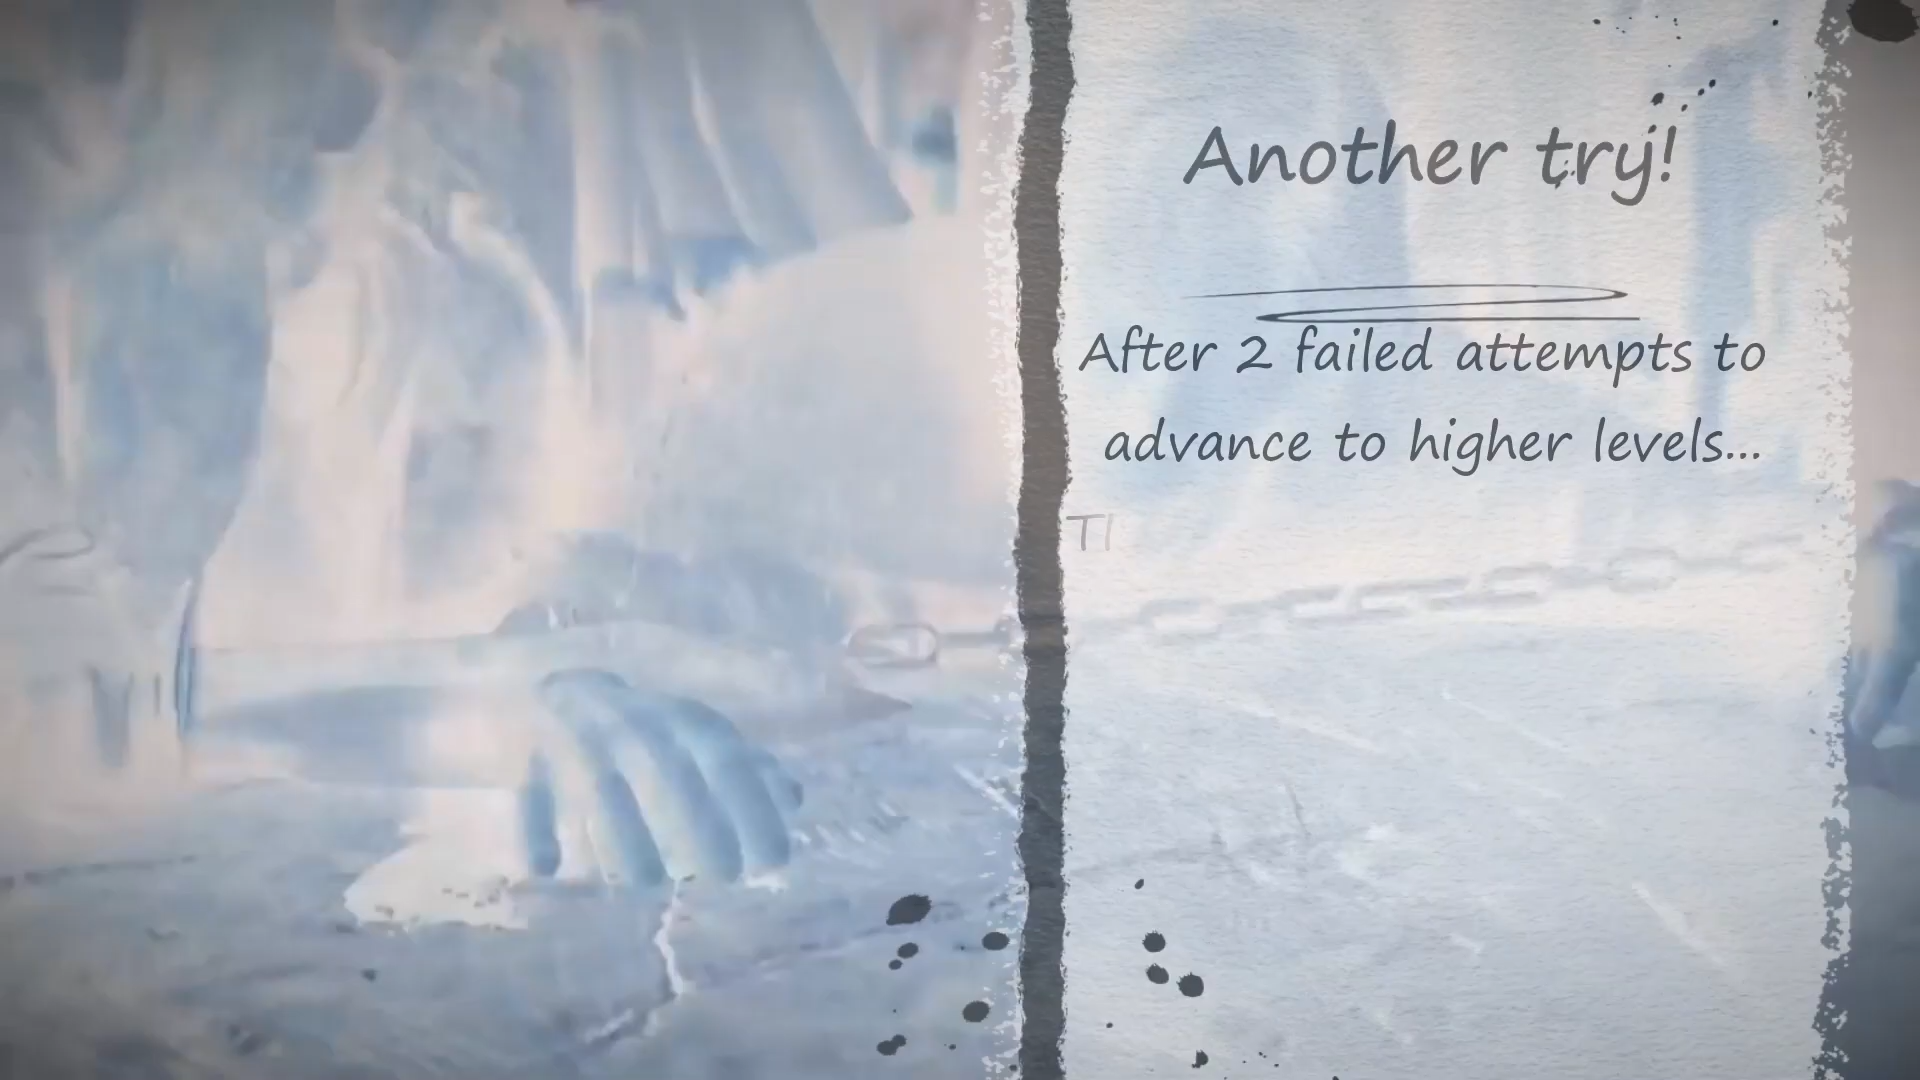 Another try!
After 2 failed attempts to
advance to higher levels...